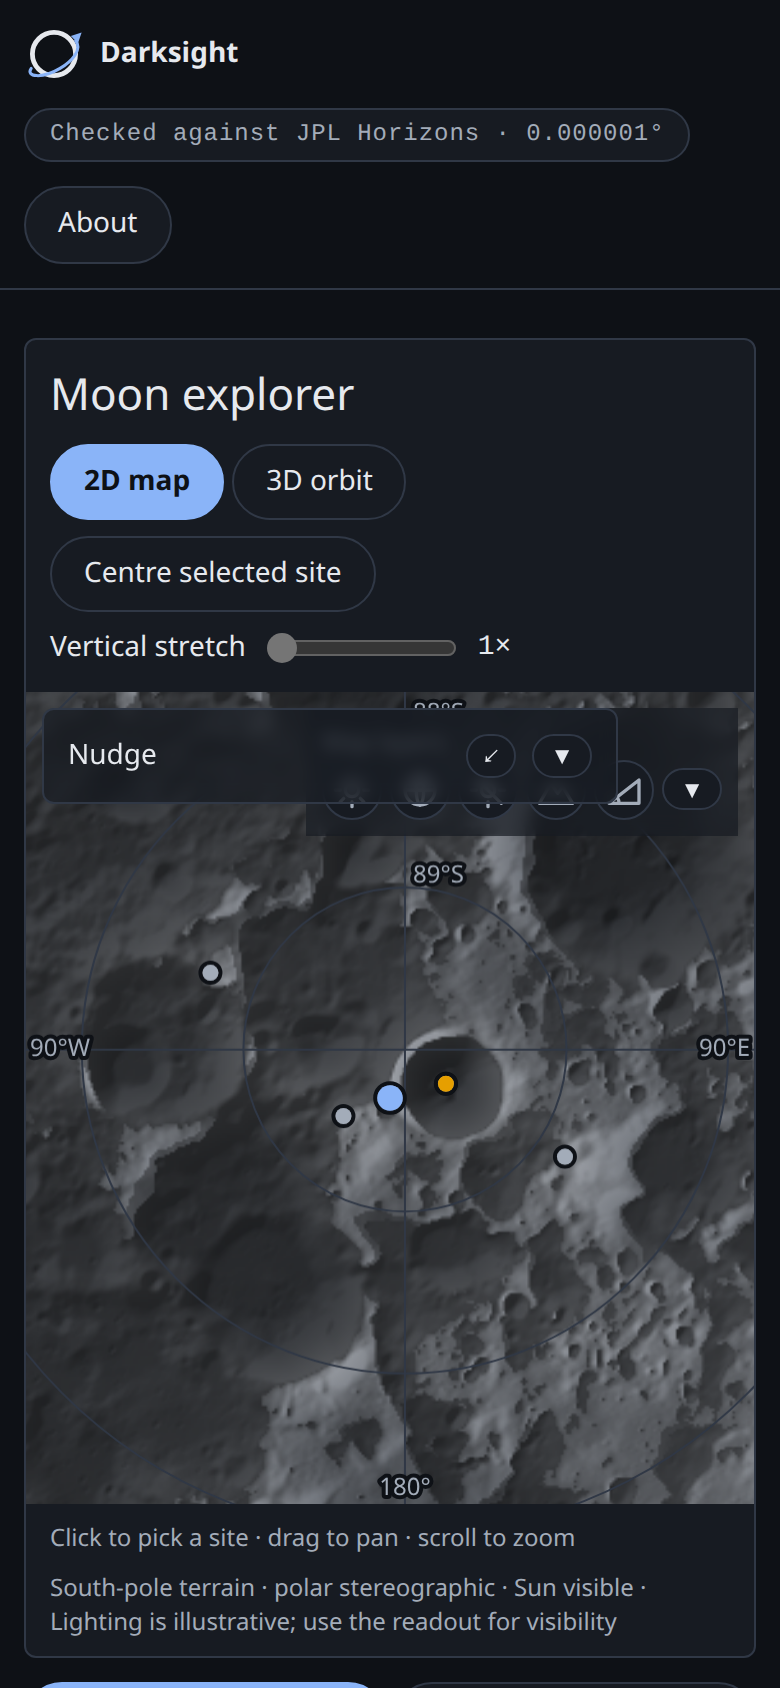 Darksight
Checked against JPL Horizons · 0.000001°
About
Moon explorer
2D map
3D orbit
Centre selected site
Vertical stretch 1×
Nudge
89°S
90°W
90°E
180°
Click to pick a site · drag to pan · scroll to zoom
South-pole terrain · polar stereographic · Sun visible ·
Lighting is illustrative; use the readout for visibility